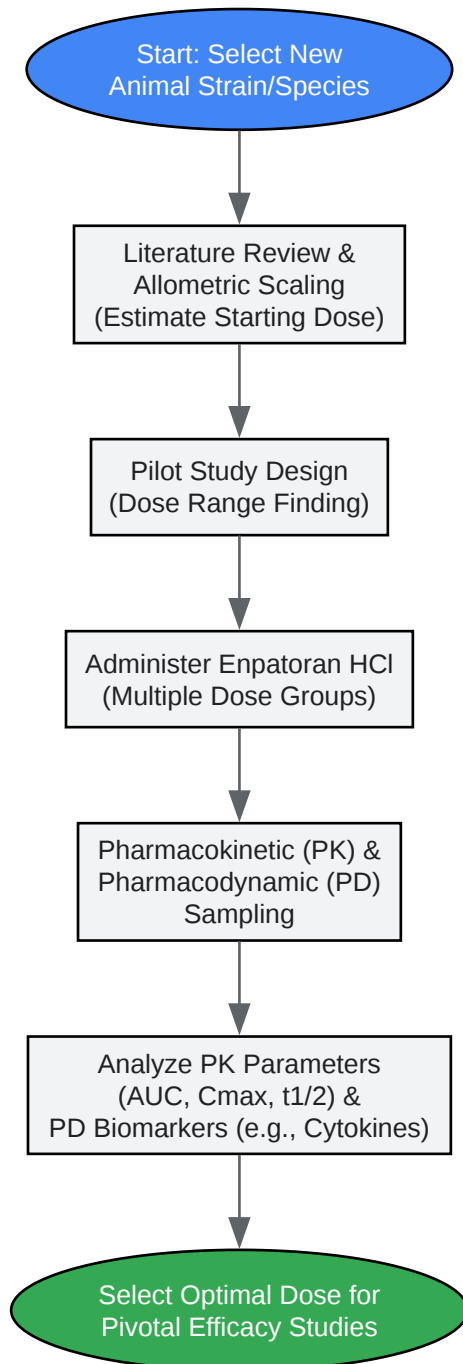 Start: Select New
Animal Strain/Species
Literature Review &
Allometric Scaling
(Estimate Starting Dose)
Pilot Study Design
(Dose Range Finding)
Administer Enpatoran HCl
(Multiple Dose Groups)
Pharmacokinetic (PK) &
Pharmacodynamic (PD)
Sampling
Analyze PK Parameters
(AUC, Cmax, t1/2) &
PD Biomarkers (e.g., Cytokines)
Select Optimal Dose for
Pivotal Efficacy Studies